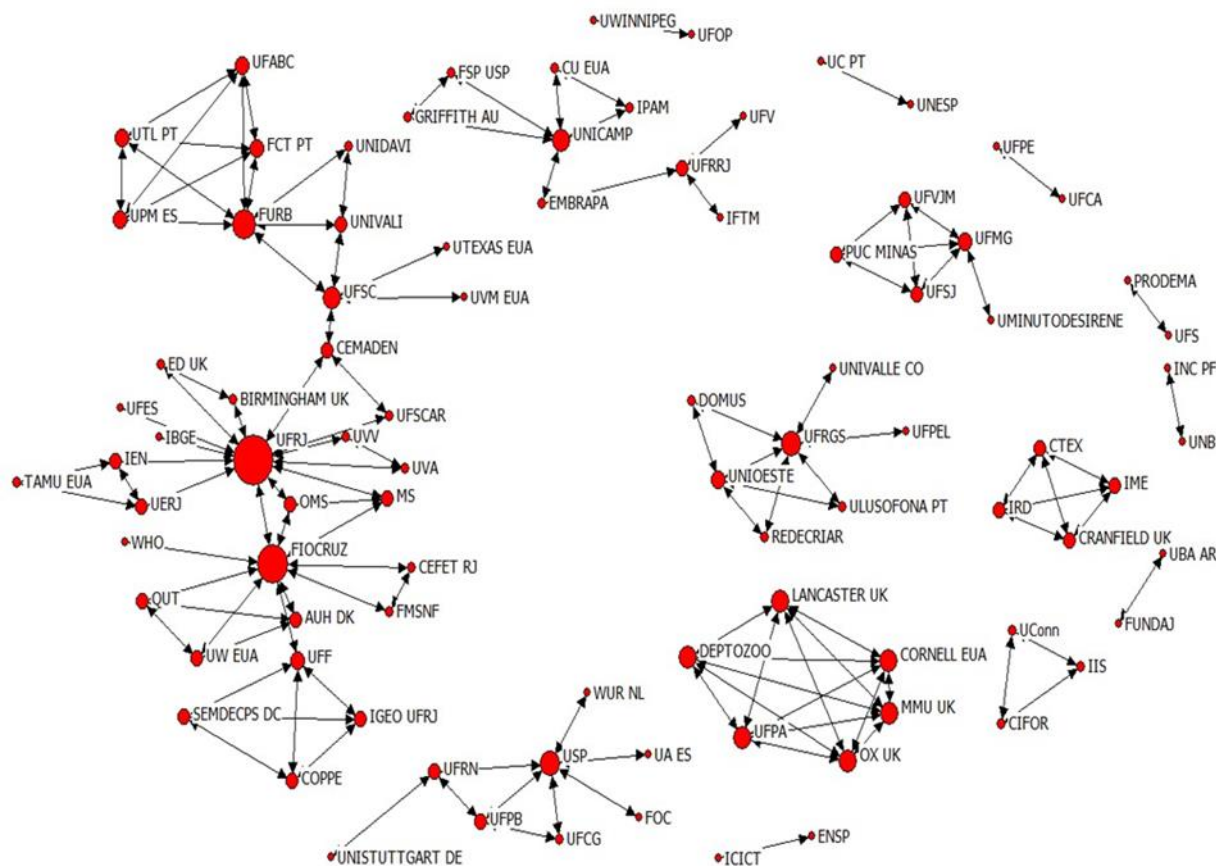 UWINNIPEG
UFOP
UFABC
FSP USP
CU EUA
UC PT
IPAM
UNESP
GRIFFITH AU
UFV
UTL PT
FCT PT
UNIDAVI
UNICAMP
UFPE
UFRRJ
UFCA
EMBRAPA
IFTM
UFVJM
UPM ES
FURB
UNIVALI
UFMG
PUC MINAS
UTEXAS EUA
UFSJ
PRODEMA
UFSC
UVM EUA
UMINUTODESIRENE
UFS
CEMADEN
ED UK
UNIVALLE CO
INC PF
BIRMINGHAM UK
DOMUS
UFES
UFSCAR
UFPEL
IBGE
UFRJ
UVV
UFRGS
UNB
CTEX
IEN
UVA
UNIOESTE
IME
TAMU EUA
UERJ
OMS
MS
ULUSOFONA PT
IRD
REDECRIAR
CRANFIELD UK
WHO
FIOCRUZ
UBA AR
CEFET RJ
QUT
LANCASTER UK
AUH DK
FMSNF
FUNDAJ
UConn
UW EUA
UFF
DEPTOZOO
CORNELL EUA
IIS
WUR NL
SEMDECPS DC
IGEO UFRJ
MMU UK
CIFOR
UFPA
USP
UA ES
OX UK
COPPE
UFRN
UFPB
FOC
UFCG
ENSP
UNISTUTTGART DE
ICICT